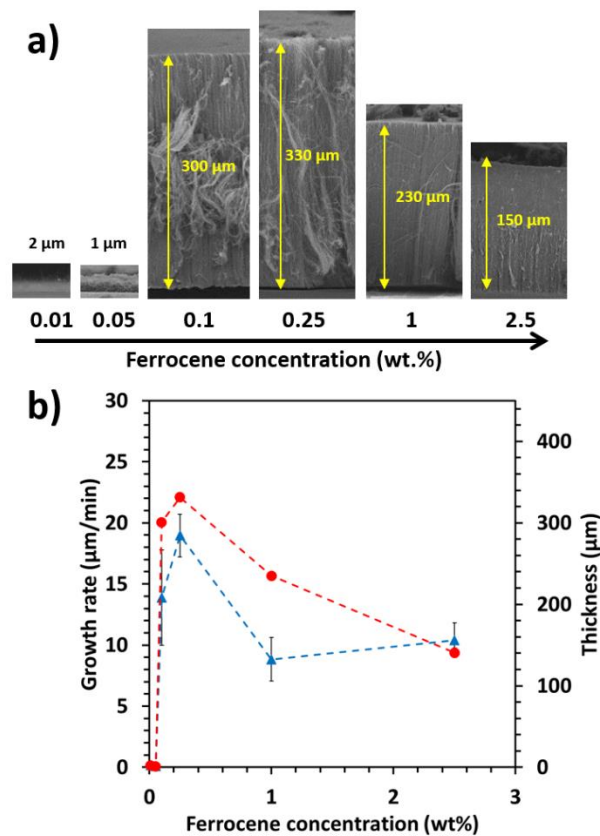 a)
300 µm
330 µm
230 µm
150 µm
2 µm
1 µm
0.01
0.05
0.1
0.25
1
2.5
Ferrocene concentration (wt.%)
b)
30
25
20
15
10
5
0
Growth rate (µm/min)
400
300
200
100
0
Thickness (µm)
0
1
2
3
Ferrocene concentration (wt%)